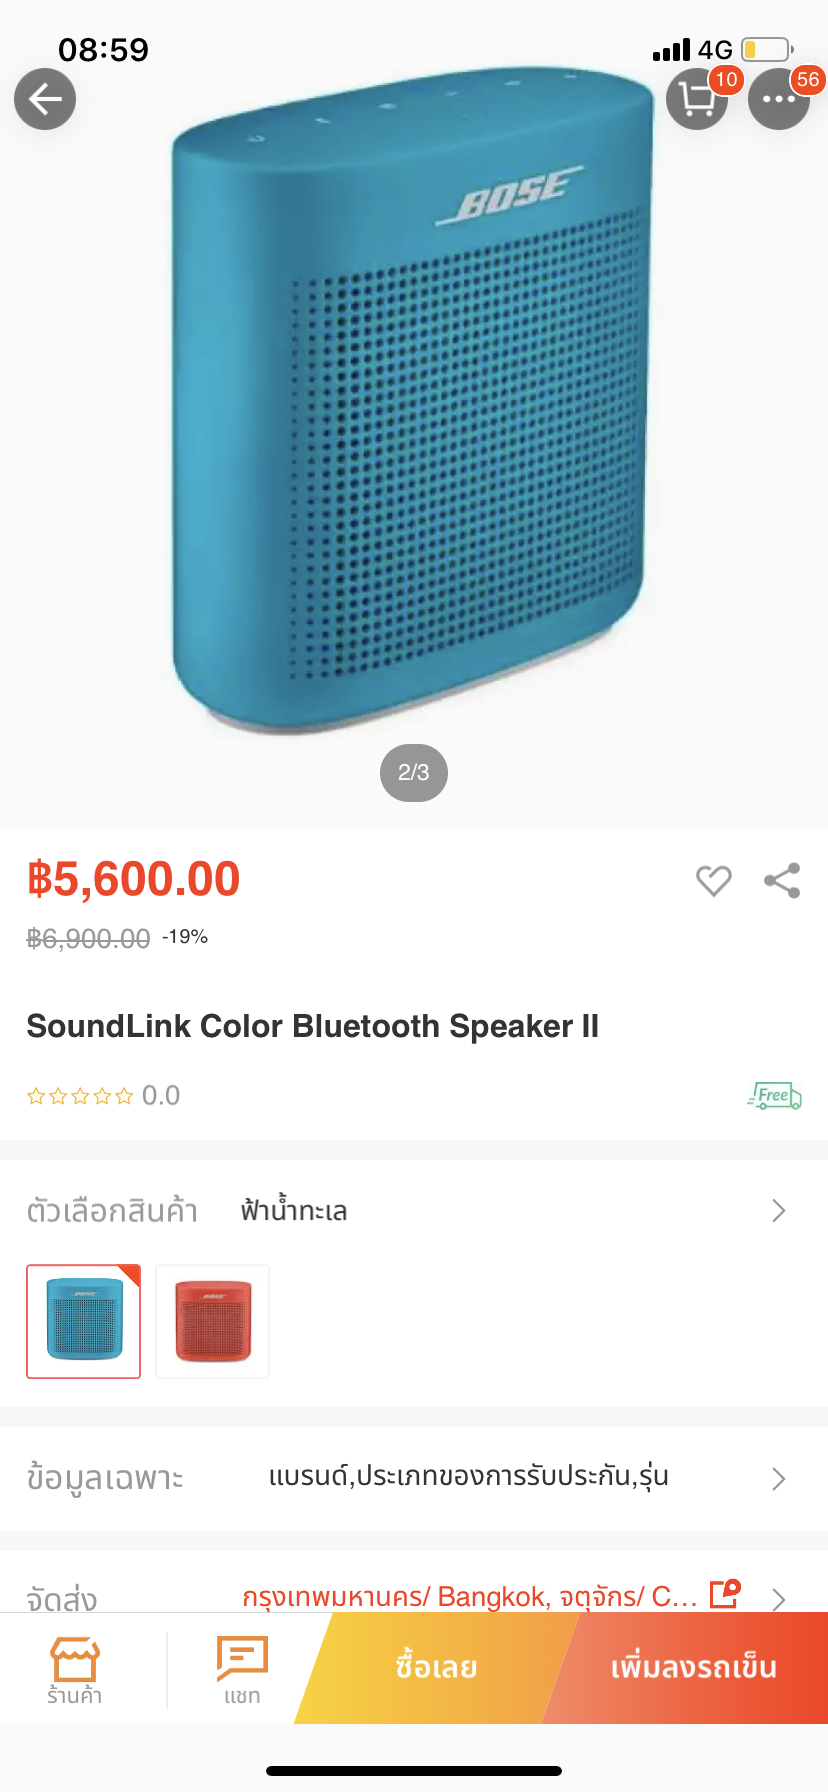 08:59
4G
10
56
BOSE
2/3
฿5,600.00
฿6,900.00 -19%
SoundLink Color Bluetooth Speaker II
0.0
Free
ตัวเลือกสินค้า ฟ้าน้ำทะเล
BOSE
BOSE
ข้อมูลเฉพาะ แบรนด์,ประเภทของการรับประกัน,รุ่น
จัดส่ง กรุงเทพมหานคร/ Bangkok, จตุจักร/ C...
ร้านค้า
แชท
ซื้อเลย
เพิ่มลงรถเข็น